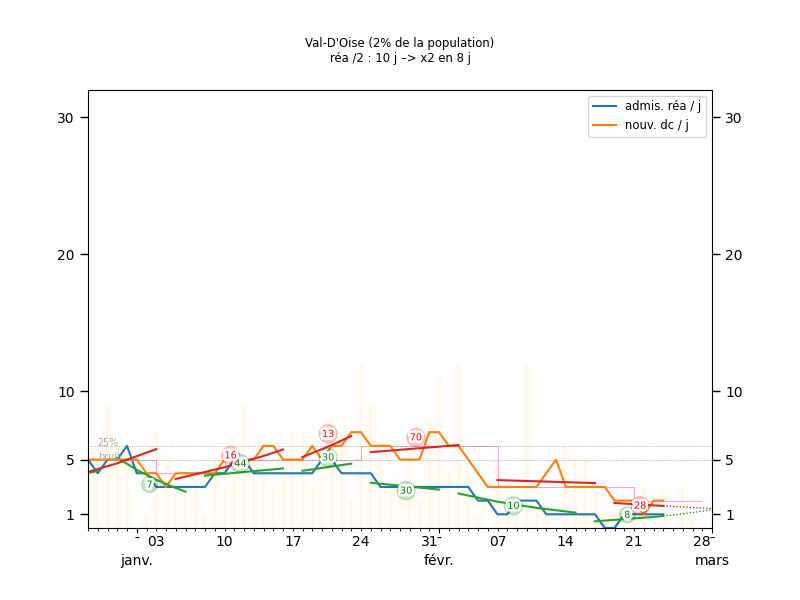 Val-D'Oise (2% de la population)
réa /2 : 10 j –> x2 en 8 j
admis. réa / j
nouv. dc / j
30 30
20 20
10 10
5 5
1 1
25%
bruit
7
16
44
13
30
70
30
10
8
28
03 10 17 24 31 07 14 21 28
janv. févr. mars